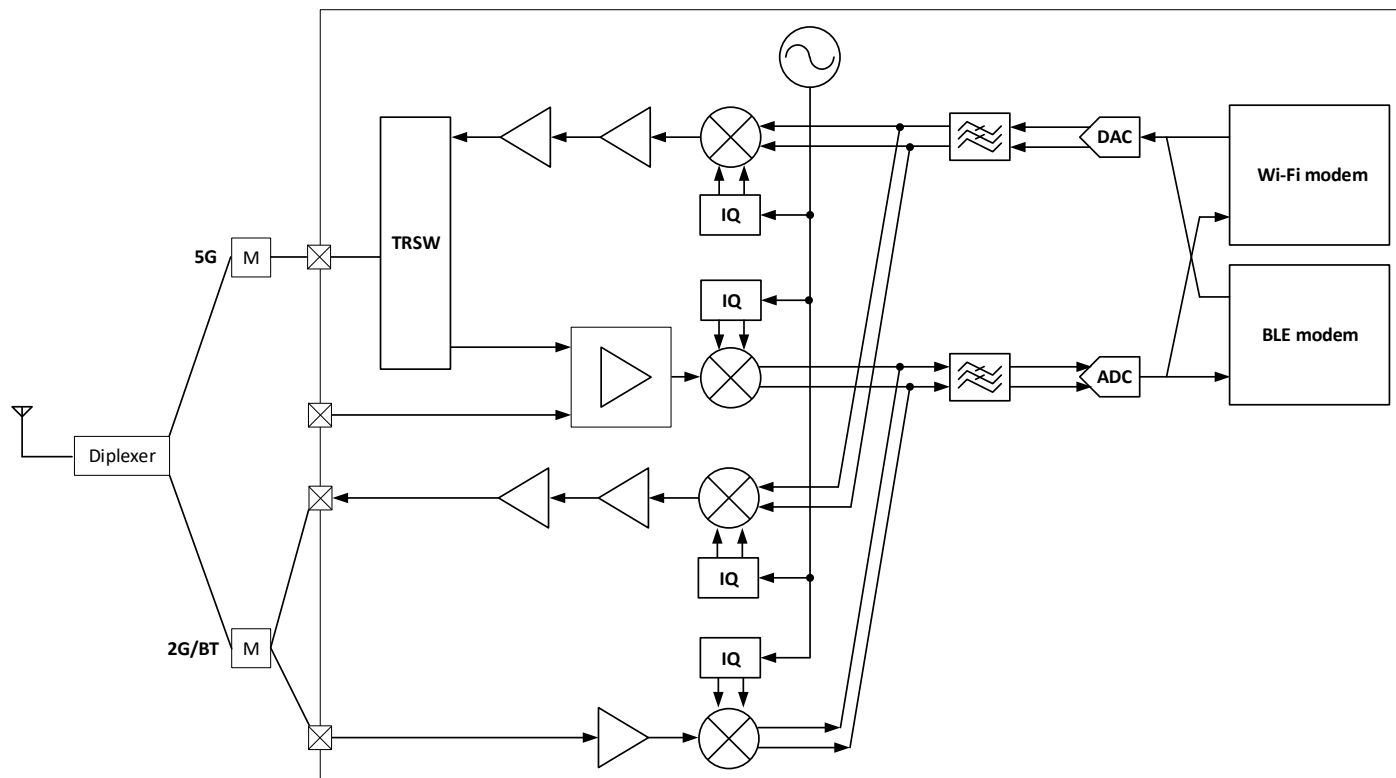 DAC
Wi-Fi modem
IQ
TRSW
5G
M
IQ
BLE modem
ADC
Diplexer
IQ
2G/BT
M
IQ